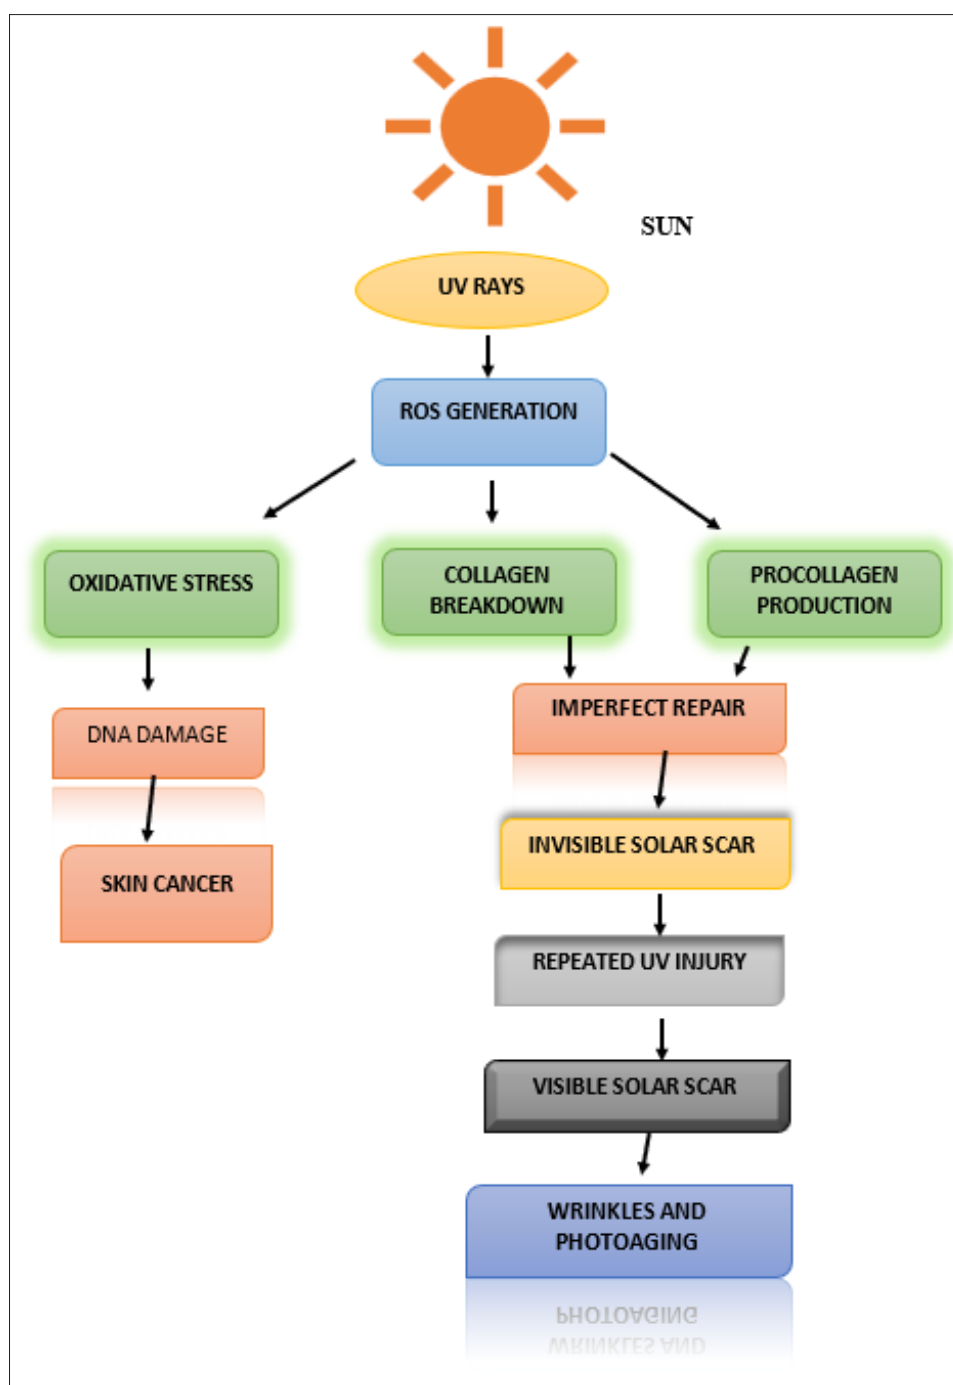 SUN
UV RAYS
ROS GENERATION
OXIDATIVE STRESS
COLLAGEN
BREAKDOWN
PROCOLLAGEN
PRODUCTION
DNA DAMAGE
IMPERFECT REPAIR
SKIN CANCER
INVISIBLE SOLAR SCAR
REPEATED UV INJURY
VISIBLE SOLAR SCAR
WRINKLES AND
PHOTOAGING